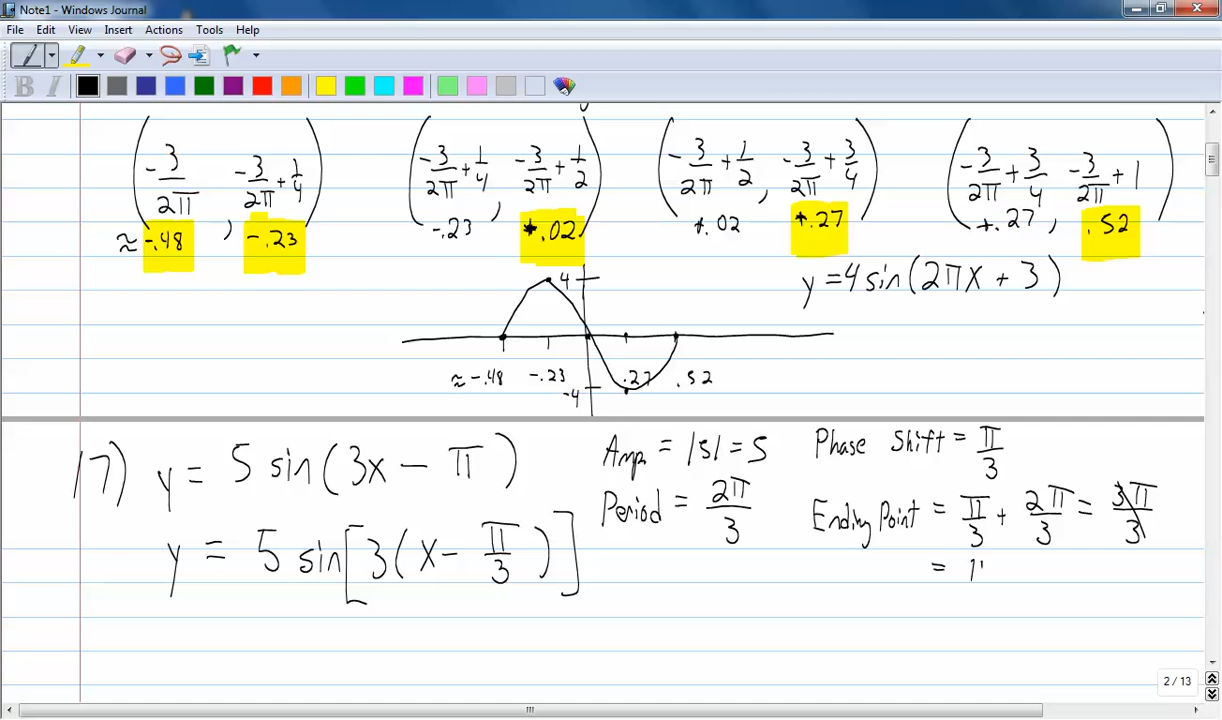 Note1 - Windows Journal
File Edit View Insert Actions Tools Help
B I
(-3/2π , -3/2π + 1/4) (-3/2π + 1/4 , -3/2π + 1/2) (-3/2π + 1/2 , -3/2π + 3/4) (-3/2π + 3/4 , -3/2π + 1)
≈ -.48 , -.23 -.23 +.02 +.02 +.27 +.27 .52
y = 4 sin(2πx + 3)
4
≈ -.48 -.23 .27 .52
-4
17) y = 5 sin(3x - π)
y = 5 sin[3(x - π/3)]
Amp = |5| = 5
Period = 2π/3
Phase Shift = π/3
Ending Point = π/3 + 2π/3 = 3π/3
=
2 / 13